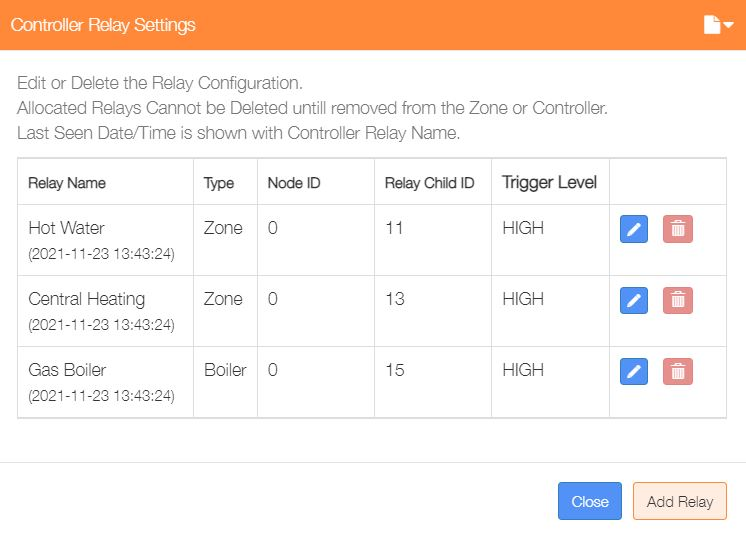 Controller Relay Settings
Edit or Delete the Relay Configuration.
Allocated Relays Cannot be Deleted untill removed from the Zone or Controller.
Last Seen Date/Time is shown with Controller Relay Name.
Relay Name Type Node ID Relay Child ID Trigger Level
Hot Water Zone 0 11 HIGH
(2021-11-23 13:43:24)
Central Heating Zone 0 13 HIGH
(2021-11-23 13:43:24)
Gas Boiler Boiler 0 15 HIGH
(2021-11-23 13:43:24)
Close Add Relay